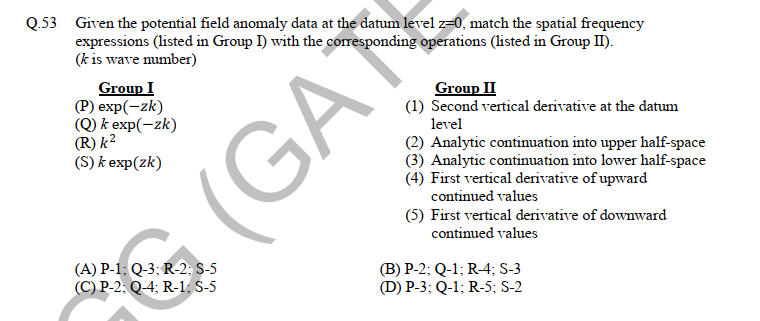 Q.53 Given the potential field anomaly data at the datum level z=0, match the spatial frequency
expressions (listed in Group I) with the corresponding operations (listed in Group II).
(k is wave number)
Group I
(P) exp(−zk)
(Q) k exp(−zk)
(R) k²
(S) k exp(zk)
Group II
(1) Second vertical derivative at the datum
level
(2) Analytic continuation into upper half-space
(3) Analytic continuation into lower half-space
(4) First vertical derivative of upward
continued values
(5) First vertical derivative of downward
continued values
(A) P-1; Q-3; R-2; S-5
(B) P-2; Q-1; R-4; S-3
(C) P-2; Q-4; R-1; S-5
(D) P-3; Q-1; R-5; S-2
GG (GATE